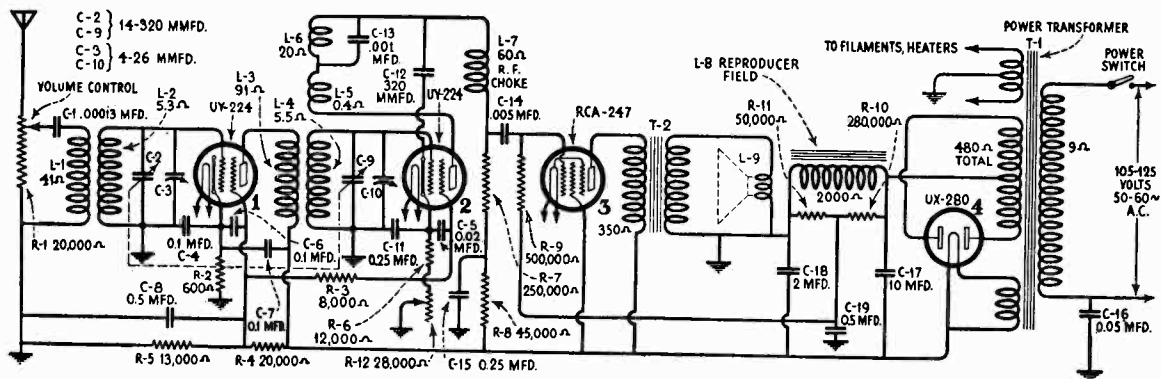 C-2
C-9
14-320 MMFD.
C-3
C-10
4-26 MMFD.
VOLUME CONTROL
C-1 .00013 MFD.
L-1
41Ω
R-1 20,000Ω
L-2
5.3Ω
C-2
C-3
L-3
91Ω
UY-224
1
0.1 MFD.
C-4
R-2
600Ω
C-6
0.1 MFD.
C-7
0.1 MFD.
C-8
0.5 MFD.
R-5 13,000Ω
R-4 20,000Ω
L-4
5.5Ω
C-9
C-10
L-6
20Ω
L-5
0.4Ω
C-13
.001
MFD.
C-12
320
MMFD.
UY-224
2
C-11
0.25 MFD.
C-5
0.02
MFD.
R-3
8,000Ω
R-6
12,000Ω
R-12 28,000Ω
C-15 0.25 MFD.
L-7
60Ω
R.F.
CHOKE
C-14
.005 MFD.
R-9
500,000Ω
R-7
250,000Ω
R-8 45,000Ω
RCA-247
3
350Ω
T-2
L-9
L-8 REPRODUCER
FIELD
R-11
50,000Ω
2000Ω
R-10
280,000Ω
C-18
2 MFD.
C-19
0.5 MFD.
C-17
10 MFD.
TO FILAMENTS, HEATERS
480Ω
TOTAL
UX-280
4
POWER TRANSFORMER
T-1
9Ω
POWER
SWITCH
105-125
VOLTS
50-60~
A.C.
C-16
0.05 MFD.